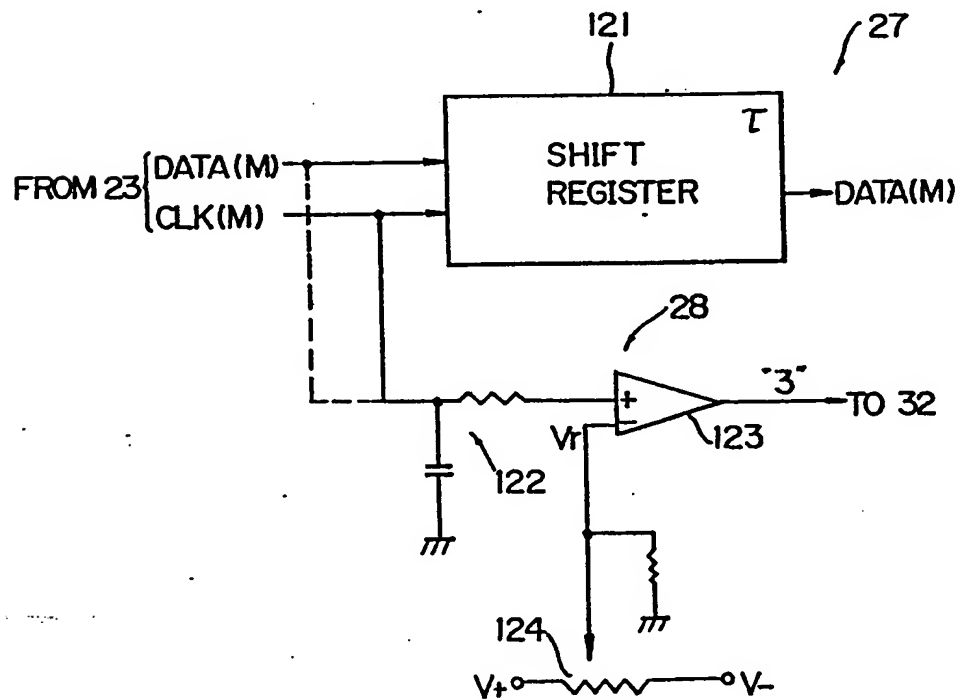 121
27
τ
FROM 23
DATA(M)
CLK(M)
SHIFT
REGISTER
DATA(M)
28
"3"
TO 32
+
−
Vr
123
122
124
V+
V-